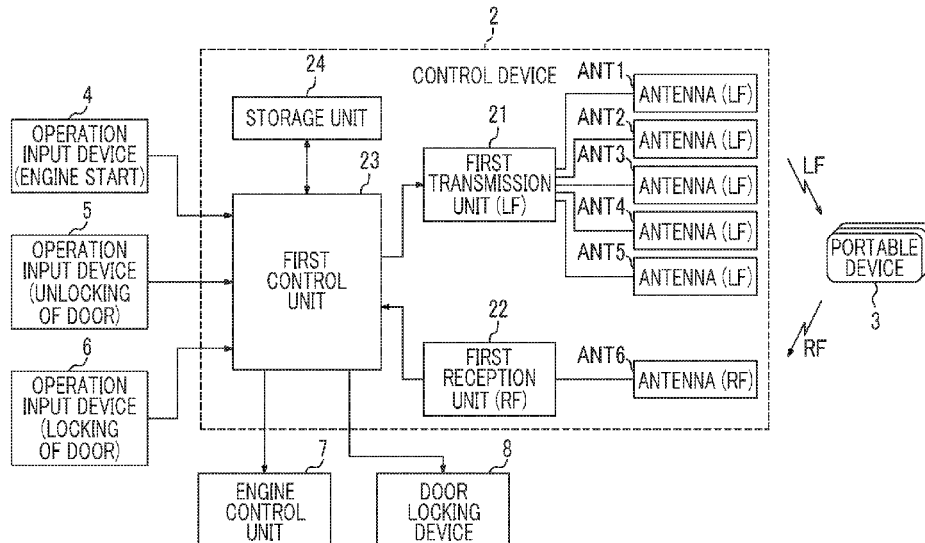 2
CONTROL DEVICE
24
STORAGE UNIT
4
OPERATION
INPUT DEVICE
(ENGINE START)
5
OPERATION
INPUT DEVICE
(UNLOCKING
OF DOOR)
6
OPERATION
INPUT DEVICE
(LOCKING
OF DOOR)
23
FIRST
CONTROL
UNIT
21
FIRST
TRANSMISSION
UNIT (LF)
22
FIRST
RECEPTION
UNIT (RF)
ANT1
ANTENNA (LF)
ANT2
ANTENNA (LF)
ANT3
ANTENNA (LF)
ANT4
ANTENNA (LF)
ANT5
ANTENNA (LF)
ANT6
ANTENNA (RF)
LF
PORTABLE
DEVICE
3
RF
7
ENGINE
CONTROL
UNIT
8
DOOR
LOCKING
DEVICE